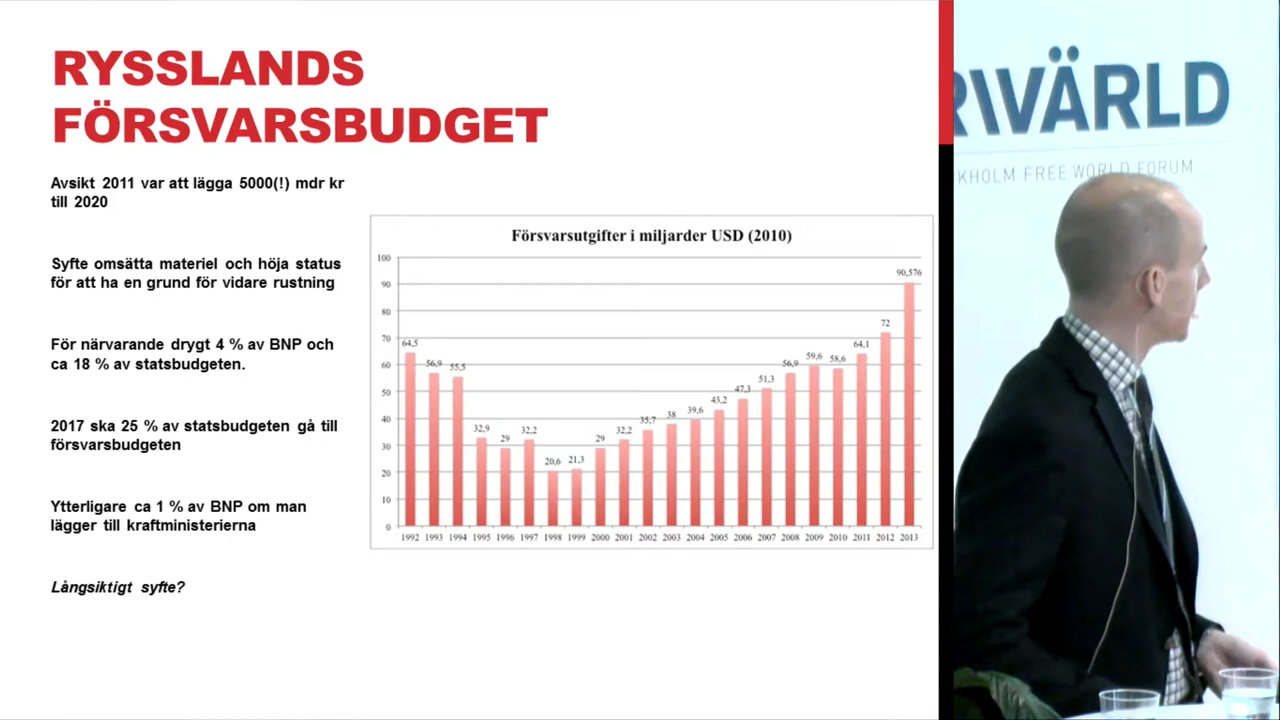 RYSSLANDS
FÖRSVARSBUDGET
Avsikt 2011 var att lägga 5000(!) mdr kr
till 2020
Syfte omsätta materiel och höja status
för att ha en grund för vidare rustning
För närvarande drygt 4 % av BNP och
ca 18 % av statsbudgeten.
2017 ska 25 % av statsbudgeten gå till
försvarsbudgeten
Ytterligare ca 1 % av BNP om man
lägger till kraftministerierna
Långsiktigt syfte?
Försvarsutgifter i miljarder USD (2010)
100
90
80
70
60
50
40
30
20
10
0
64,5
56,9
55,5
32,9
29
32,2
20,6
21,3
29
32,2
35,7
38
39,6
43,2
47,3
51,3
56,9
59,6
58,6
64,1
72
90,576
1992 1993 1994 1995 1996 1997 1998 1999 2000 2001 2002 2003 2004 2005 2006 2007 2008 2009 2010 2011 2012 2013
RIVÄRLD
KHOLM FREE WORLD FORUM